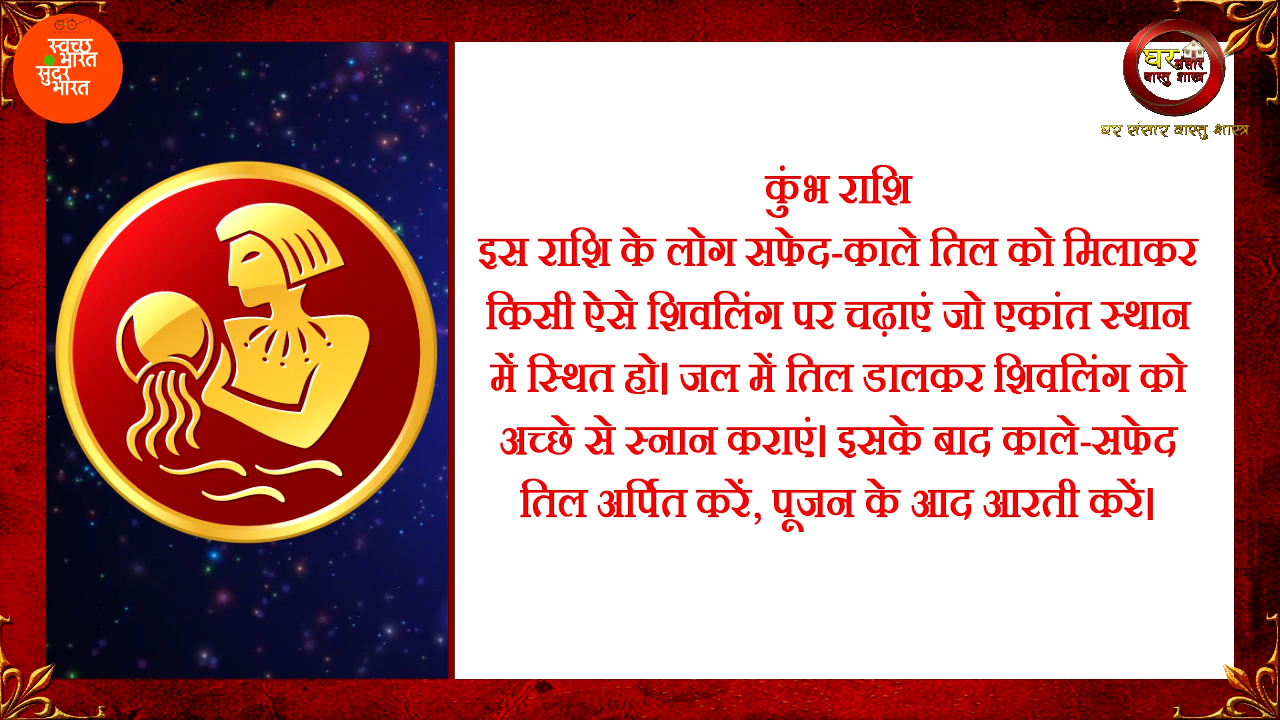 स्वच्छ
भारत
सुंदर
भारत
घर
संसार
वास्तु शास्त्र
घर संसार वास्तु शास्त्र
कुंभ राशि
इस राशि के लोग सफेद-काले तिल को मिलाकर
किसी ऐसे शिवलिंग पर चढ़ाएं जो एकांत स्थान
में स्थित हो। जल में तिल डालकर शिवलिंग को
अच्छे से स्नान कराएं। इसके बाद काले-सफेद
तिल अर्पित करें, पूजन के आद आरती करें।